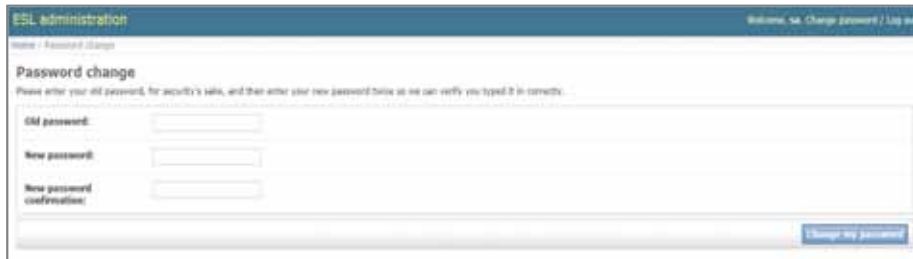 ESL administration
Welcome, sa. Change password / Log ou
Home › Password change
Password change
Please enter your old password, for security's sake, and then enter your new password twice so we can verify you typed it in correctly.
Old password:
New password:
New password
confirmation:
Change my password